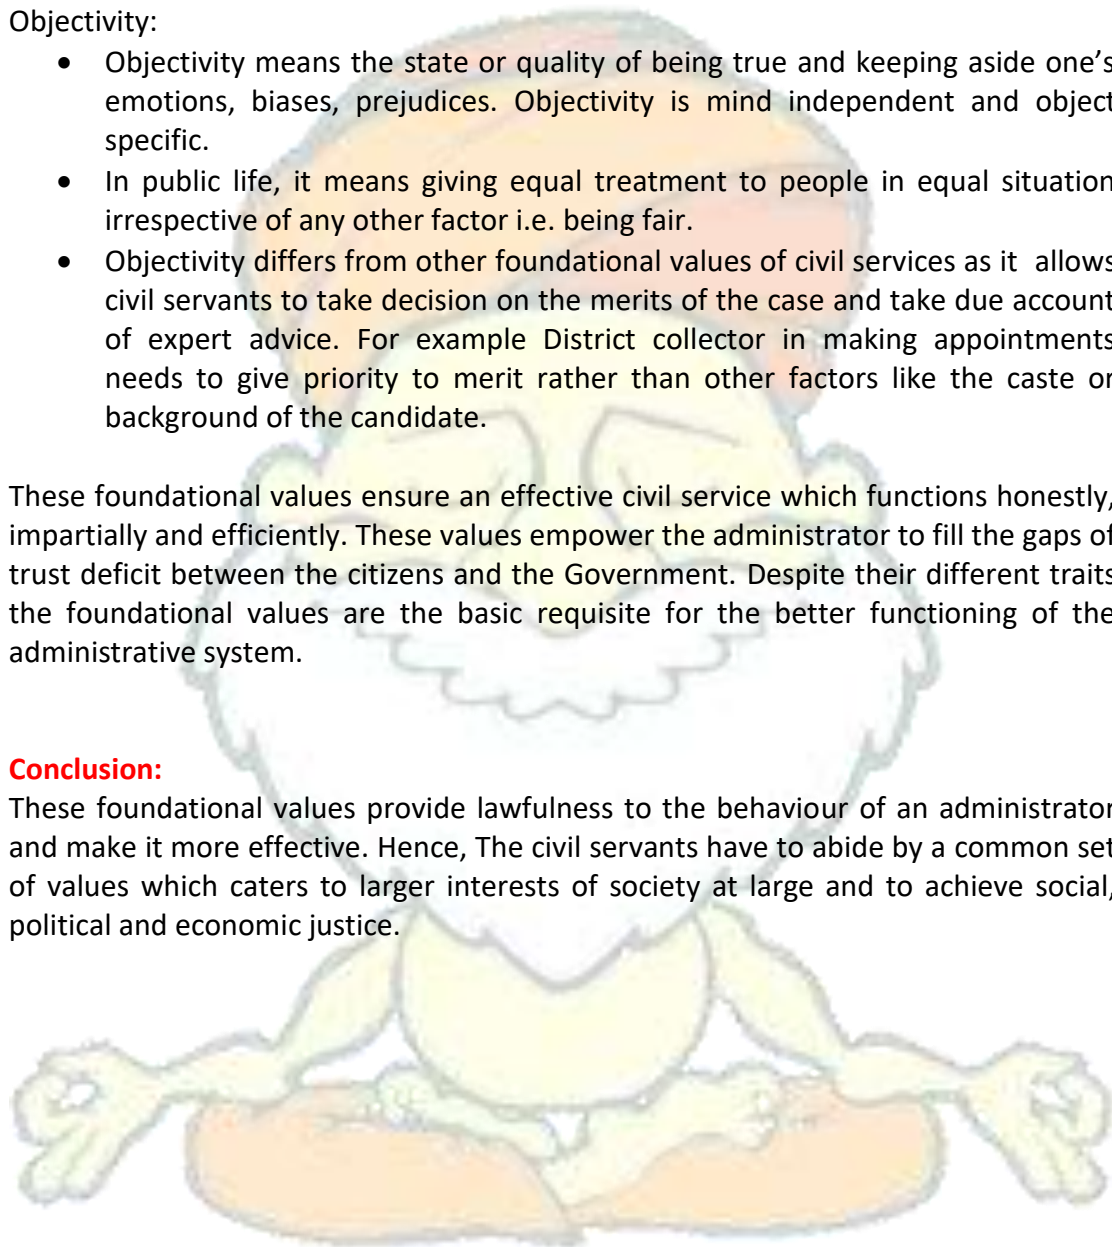 Objectivity:
• Objectivity means the state or quality of being true and keeping aside one’s
emotions, biases, prejudices. Objectivity is mind independent and object
specific.
• In public life, it means giving equal treatment to people in equal situation
irrespective of any other factor i.e. being fair.
• Objectivity differs from other foundational values of civil services as it allows
civil servants to take decision on the merits of the case and take due account
of expert advice. For example District collector in making appointments
needs to give priority to merit rather than other factors like the caste or
background of the candidate.
These foundational values ensure an effective civil service which functions honestly,
impartially and efficiently. These values empower the administrator to fill the gaps of
trust deficit between the citizens and the Government. Despite their different traits
the foundational values are the basic requisite for the better functioning of the
administrative system.
Conclusion:
These foundational values provide lawfulness to the behaviour of an administrator
and make it more effective. Hence, The civil servants have to abide by a common set
of values which caters to larger interests of society at large and to achieve social,
political and economic justice.